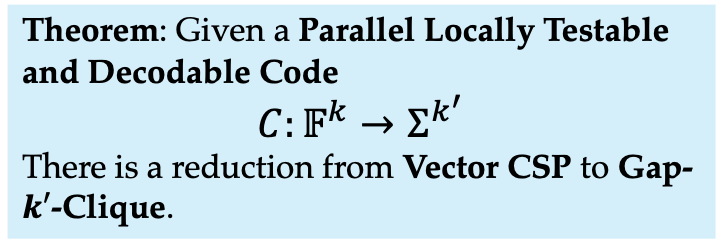 Theorem: Given a Parallel Locally Testable
and Decodable Code
C: 𝔽^k → Σ^{k′}
There is a reduction from Vector CSP to Gap-
k′-Clique.